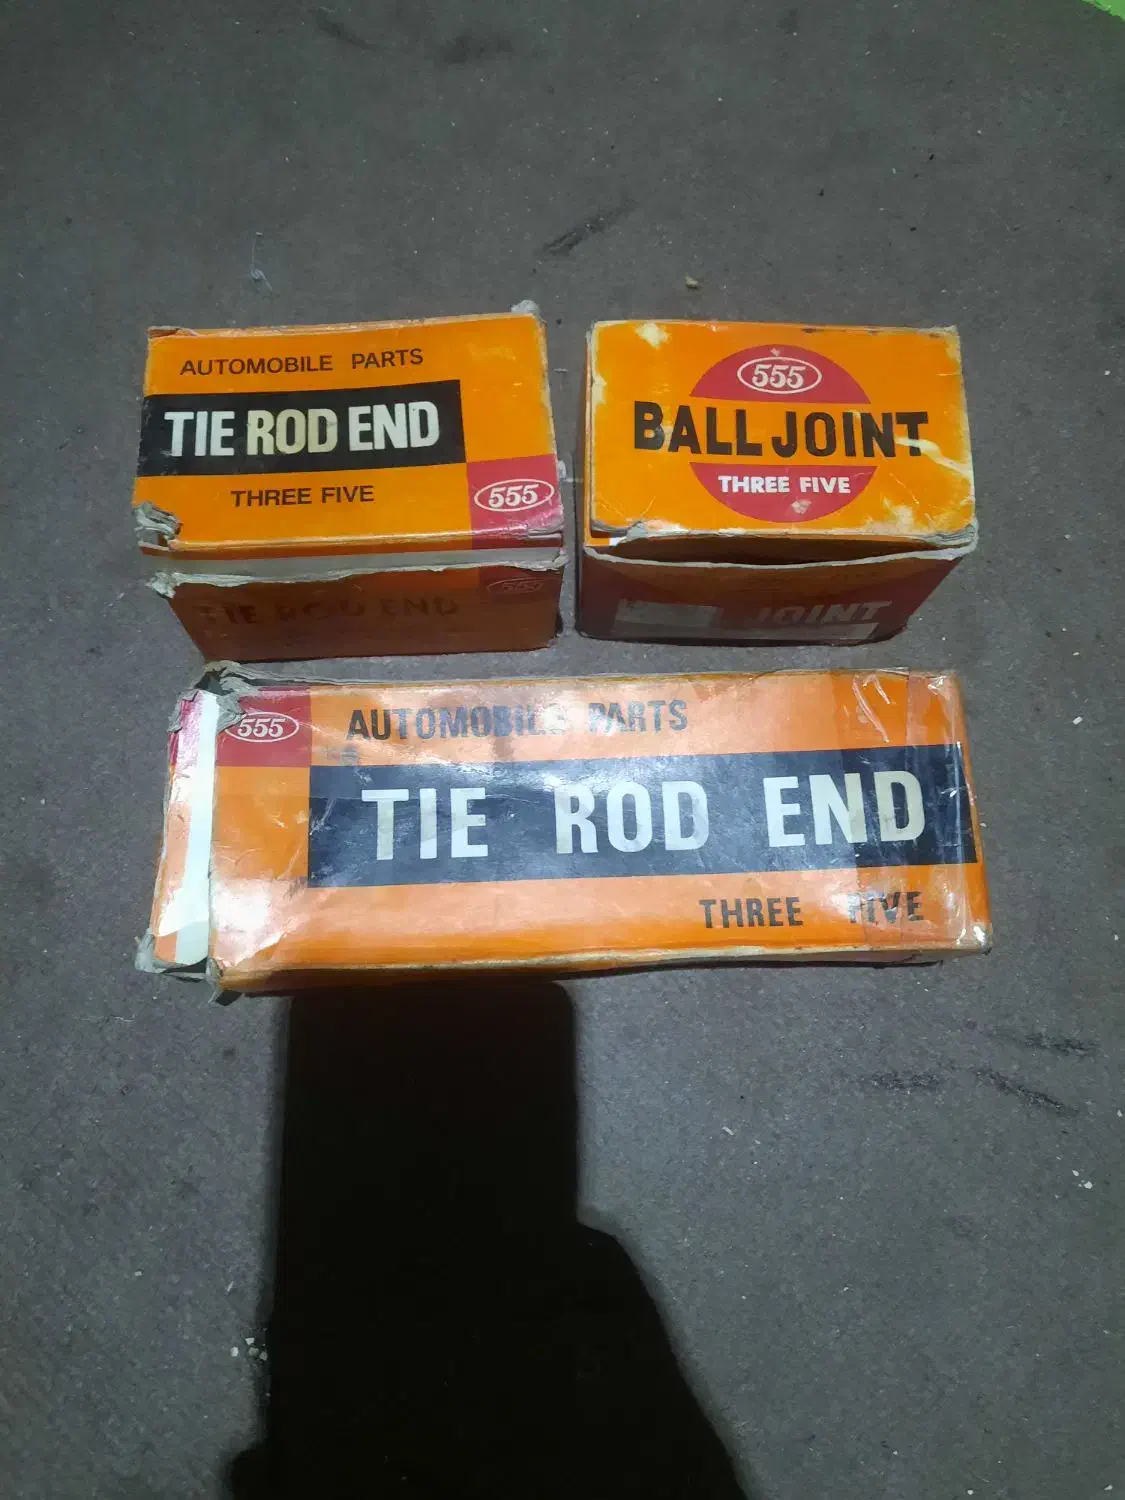 AUTOMOBILE PARTS
TIE ROD END
THREE FIVE
555
TIE ROD END
555
555
BALL JOINT
THREE FIVE
JOINT
555
AUTOMOBILE PARTS
TIE ROD END
THREE FIVE